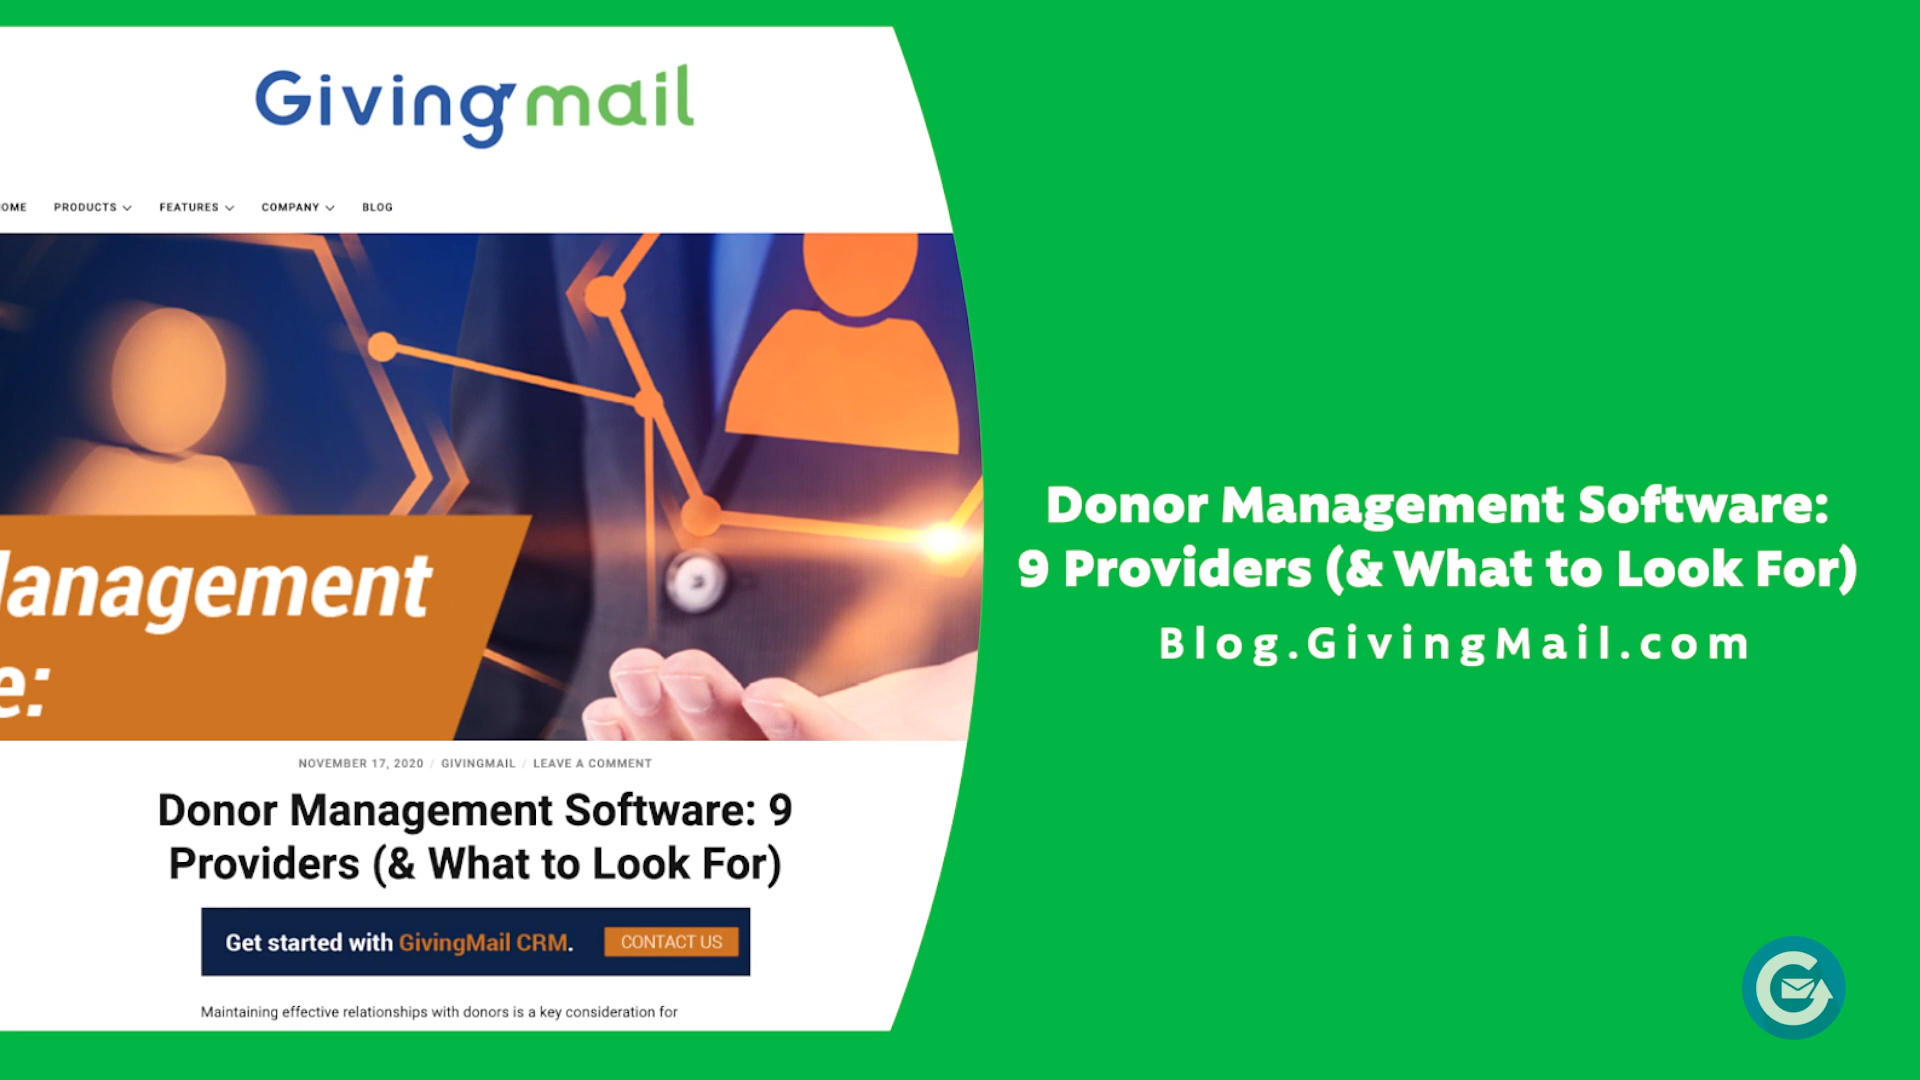 Givingmail
OME PRODUCTS FEATURES COMPANY BLOG
anagement
e:
NOVEMBER 17, 2020 / GIVINGMAIL / LEAVE A COMMENT
Donor Management Software: 9
Providers (& What to Look For)
Get started with GivingMail CRM. CONTACT US
Maintaining effective relationships with donors is a key consideration for
Donor Management Software:
9 Providers (& What to Look For)
Blog.GivingMail.com